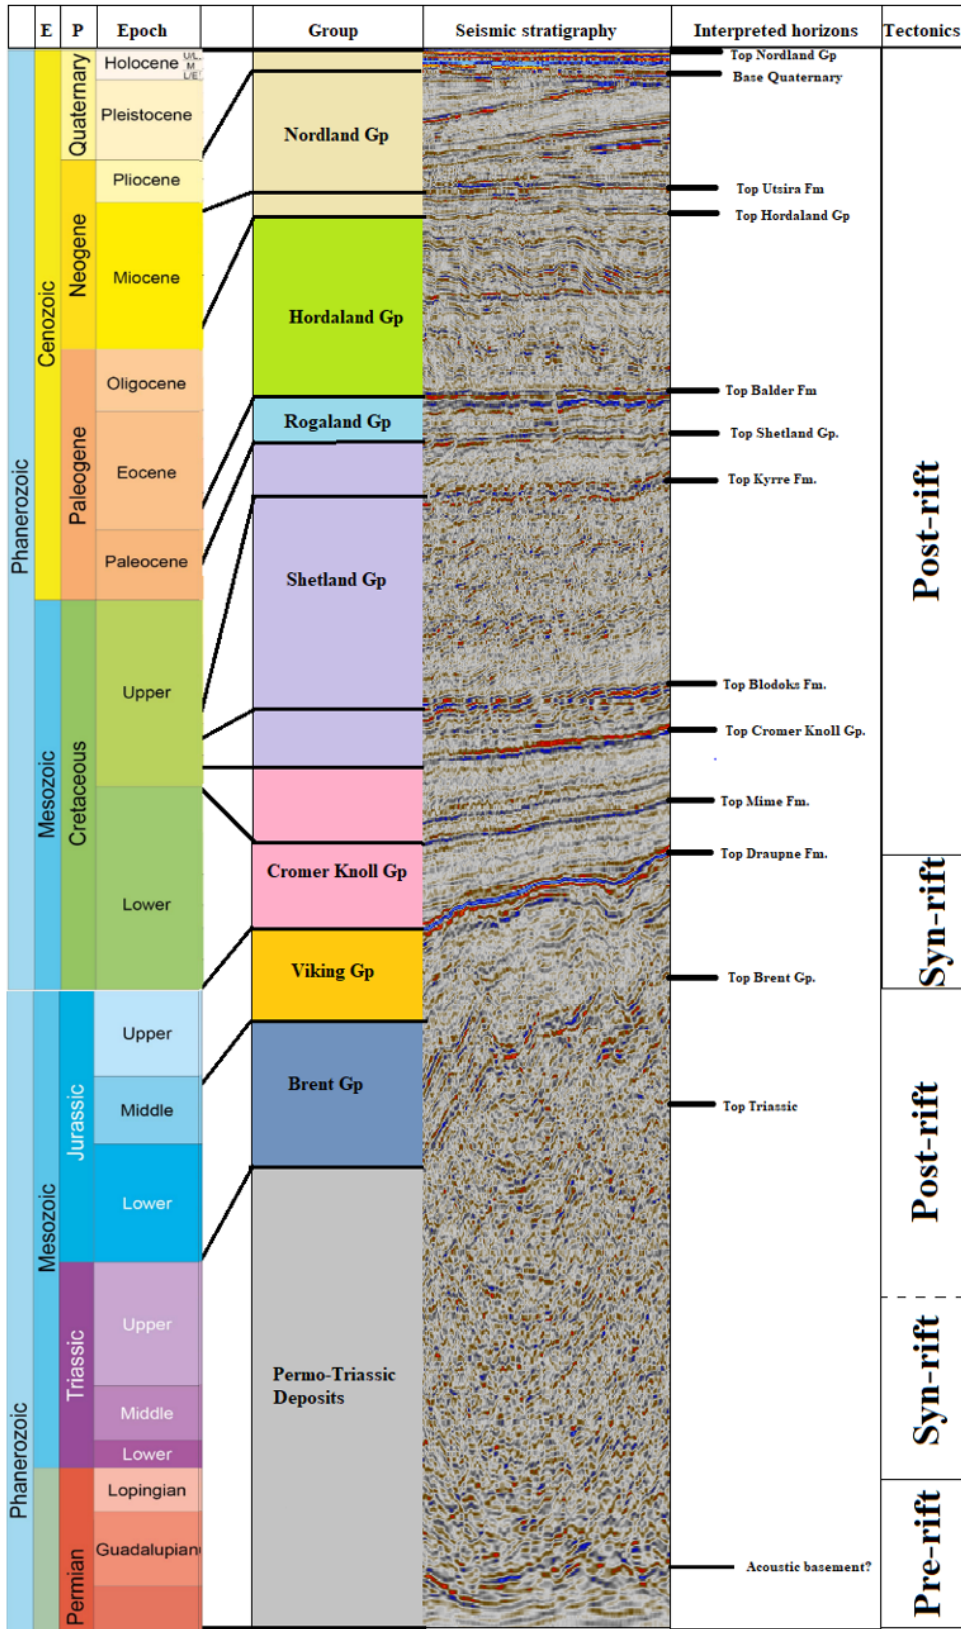 E P Epoch Group Seismic stratigraphy Interpreted horizons Tectonics
Phanerozoic
Cenozoic
Quaternary
Holocene
U/L
M
L/E
Pleistocene
Neogene
Pliocene
Miocene
Paleogene
Oligocene
Eocene
Paleocene
Mesozoic
Cretaceous
Upper
Lower
Phanerozoic
Mesozoic
Jurassic
Upper
Middle
Lower
Triassic
Upper
Middle
Lower
Permian
Lopingian
Guadalupian
Nordland Gp
Hordaland Gp
Rogaland Gp
Shetland Gp
Cromer Knoll Gp
Viking Gp
Brent Gp
Permo-Triassic
Deposits
Top Nordland Gp
Base Quaternary
Top Utsira Fm
Top Hordaland Gp
Top Balder Fm
Top Shetland Gp.
Top Kyrre Fm.
Top Blodoks Fm.
Top Cromer Knoll Gp.
Top Mime Fm.
Top Draupne Fm.
Top Brent Gp.
Top Triassic
Acoustic basement?
Post-rift
Syn-rift
Post-rift
Syn-rift
Pre-rift